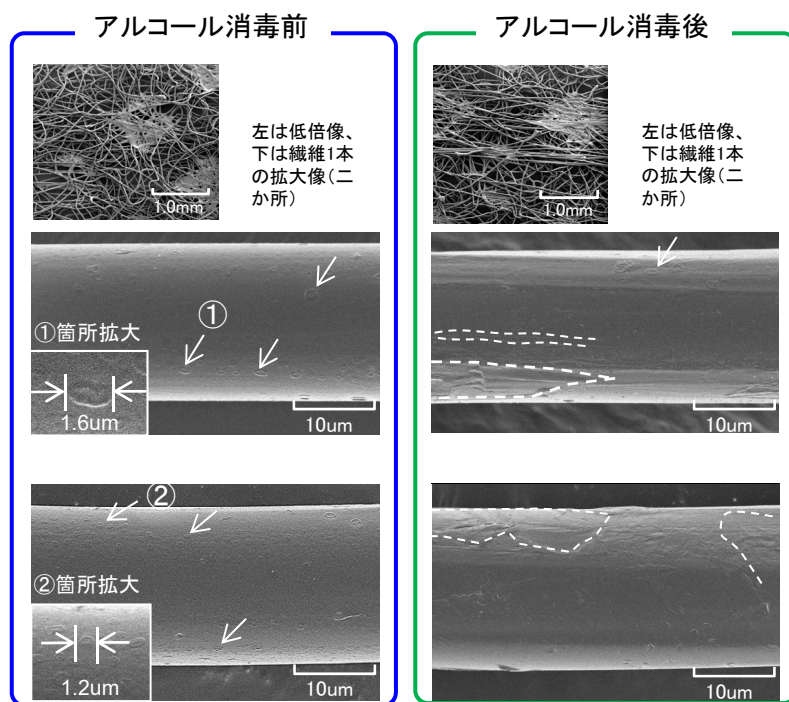 アルコール消毒前
左は低倍像、
下は繊維1本
の拡大像(二
か所)
1.0mm
①
①箇所拡大
1.6um
10um
②
②箇所拡大
1.2um
10um
アルコール消毒後
左は低倍像、
下は繊維1本
の拡大像(二
か所)
1.0mm
10um
10um